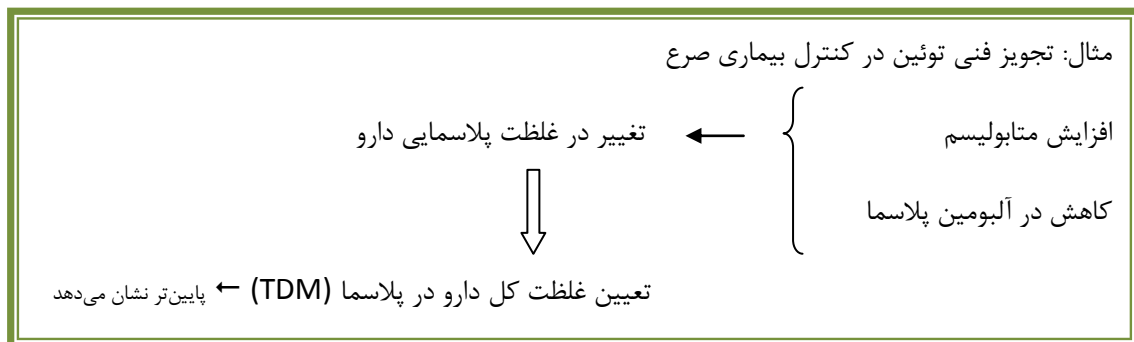 مثال: تجویز فنی توئین در کنترل بیماری صرع
افزایش متابولیسم
تغییر در غلظت پلاسمایی دارو
کاهش در آلبومین پلاسما
تعیین غلظت کل دارو در پلاسما (TDM) ← پایین‌تر نشان می‌دهد